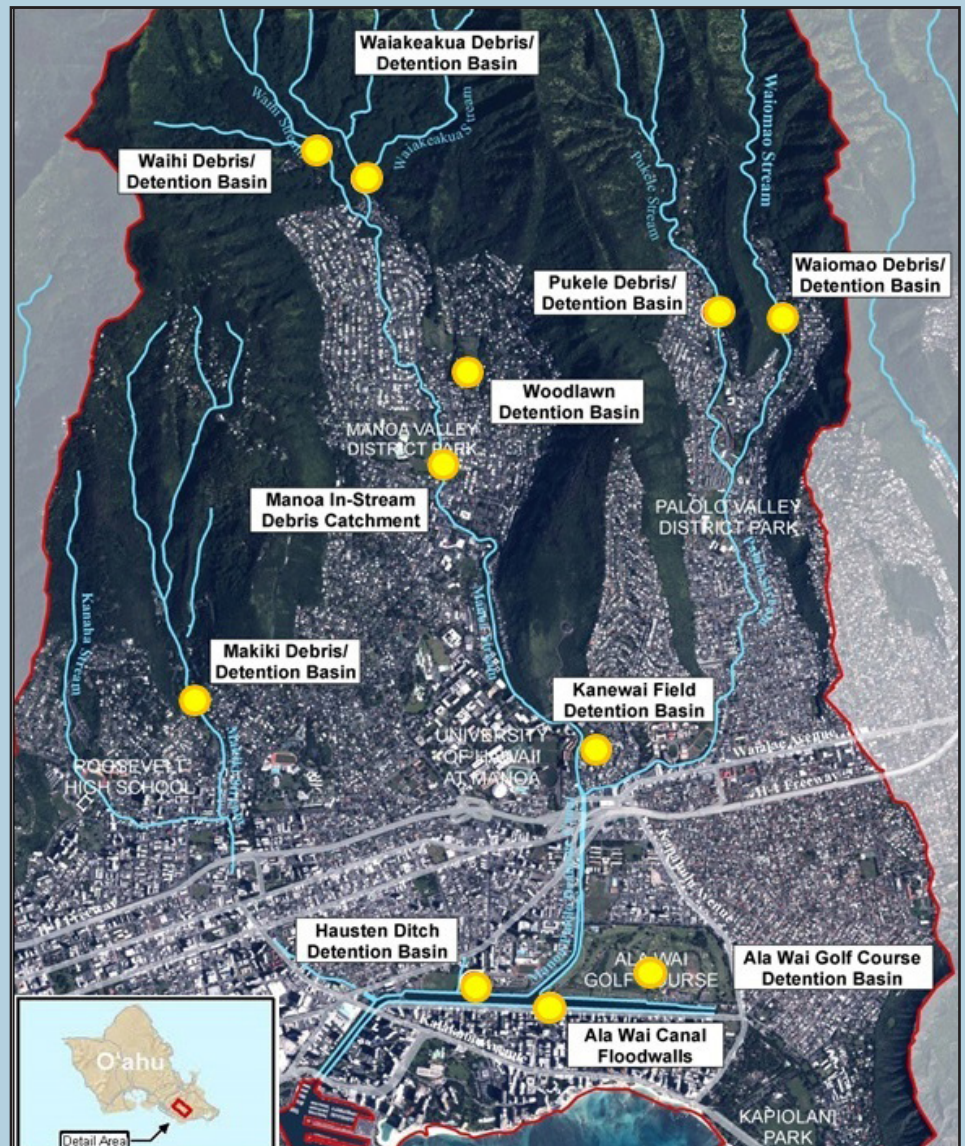 Waiakeakua Debris/
Detention Basin
Waihi Stream
Waiakeakua Stream
Waihi Debris/
Detention Basin
Pukele Stream
Waiomao Stream
Pukele Debris/
Detention Basin
Waiomao Debris/
Detention Basin
Woodlawn
Detention Basin
MANOA VALLEY
DISTRICT PARK
Manoa In-Stream
Debris Catchment
PALOLO VALLEY
DISTRICT PARK
Kanaha Stream
Manoa Stream
Makiki Debris/
Detention Basin
Kanewai Field
Detention Basin
UNIVERSITY
OF HAWAII
AT MANOA
ROOSEVELT
HIGH SCHOOL
Waialae Avenue
H-1 Freeway
Kapahulu Avenue
Freeway
Hausten Ditch
Detention Basin
ALA WAI
GOLF COURSE
Ala Wai Golf Course
Detention Basin
Ala Wai Canal
Floodwalls
Kalakaua Avenue
KAPIOLANI
PARK
O'ahu
Detail Area